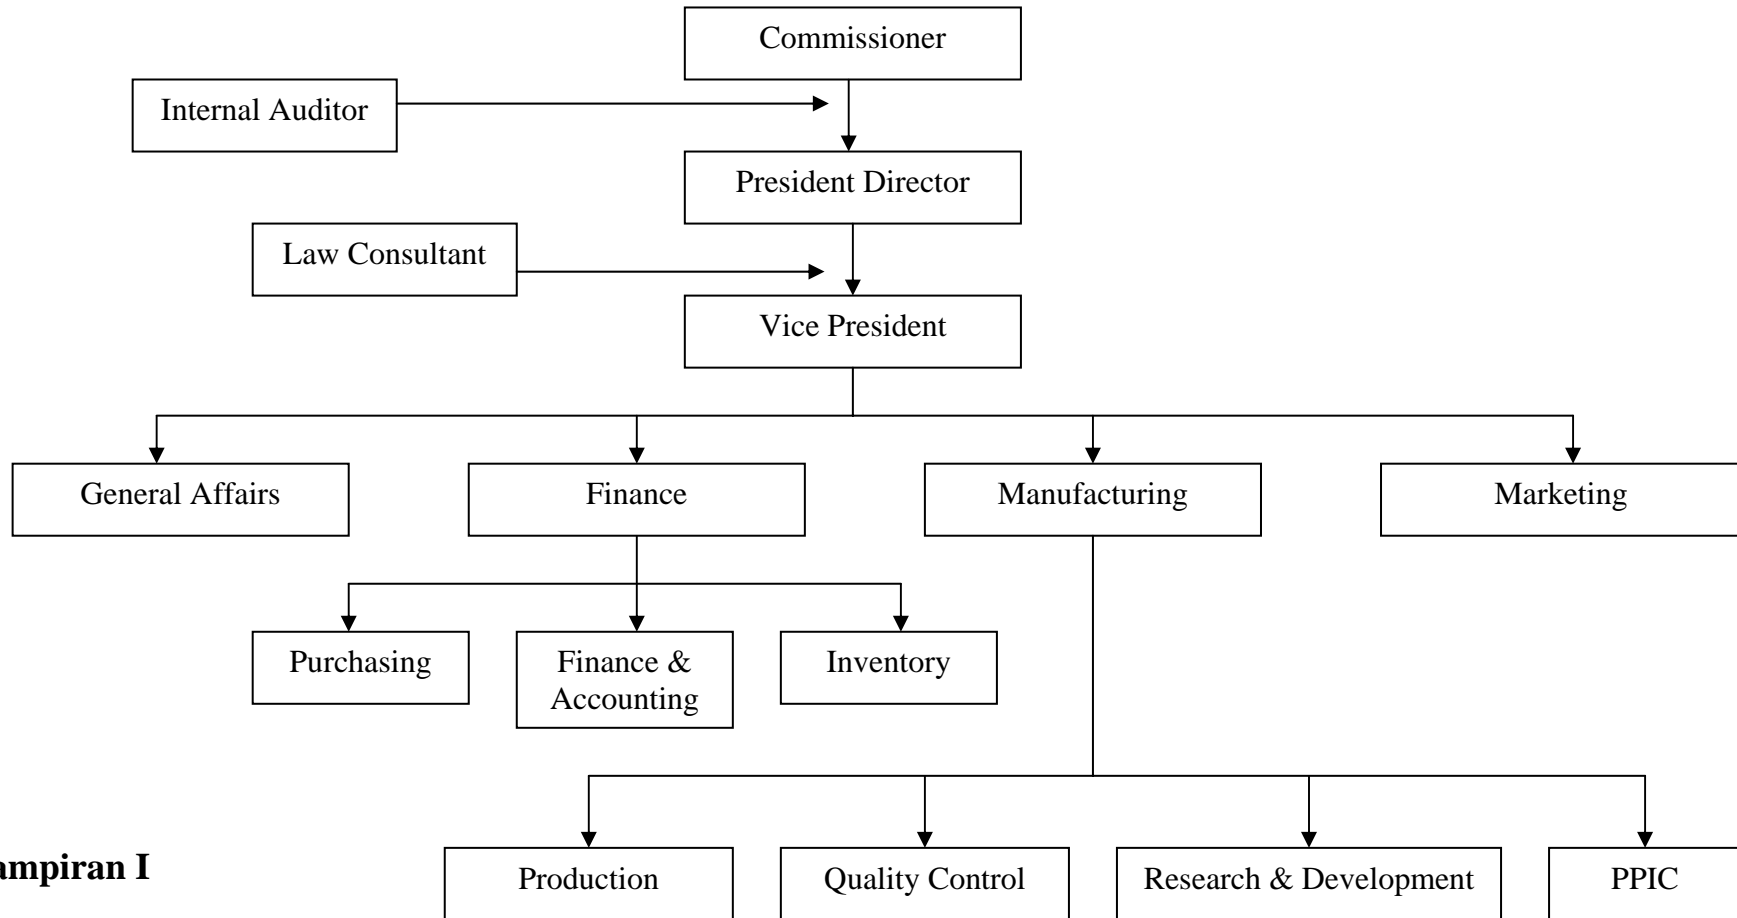 Commissioner
Internal Auditor
President Director
Law Consultant
Vice President
General Affairs
Finance
Manufacturing
Marketing
Purchasing
Finance &
Accounting
Inventory
ampiran I
Production
Quality Control
Research & Development
PPIC